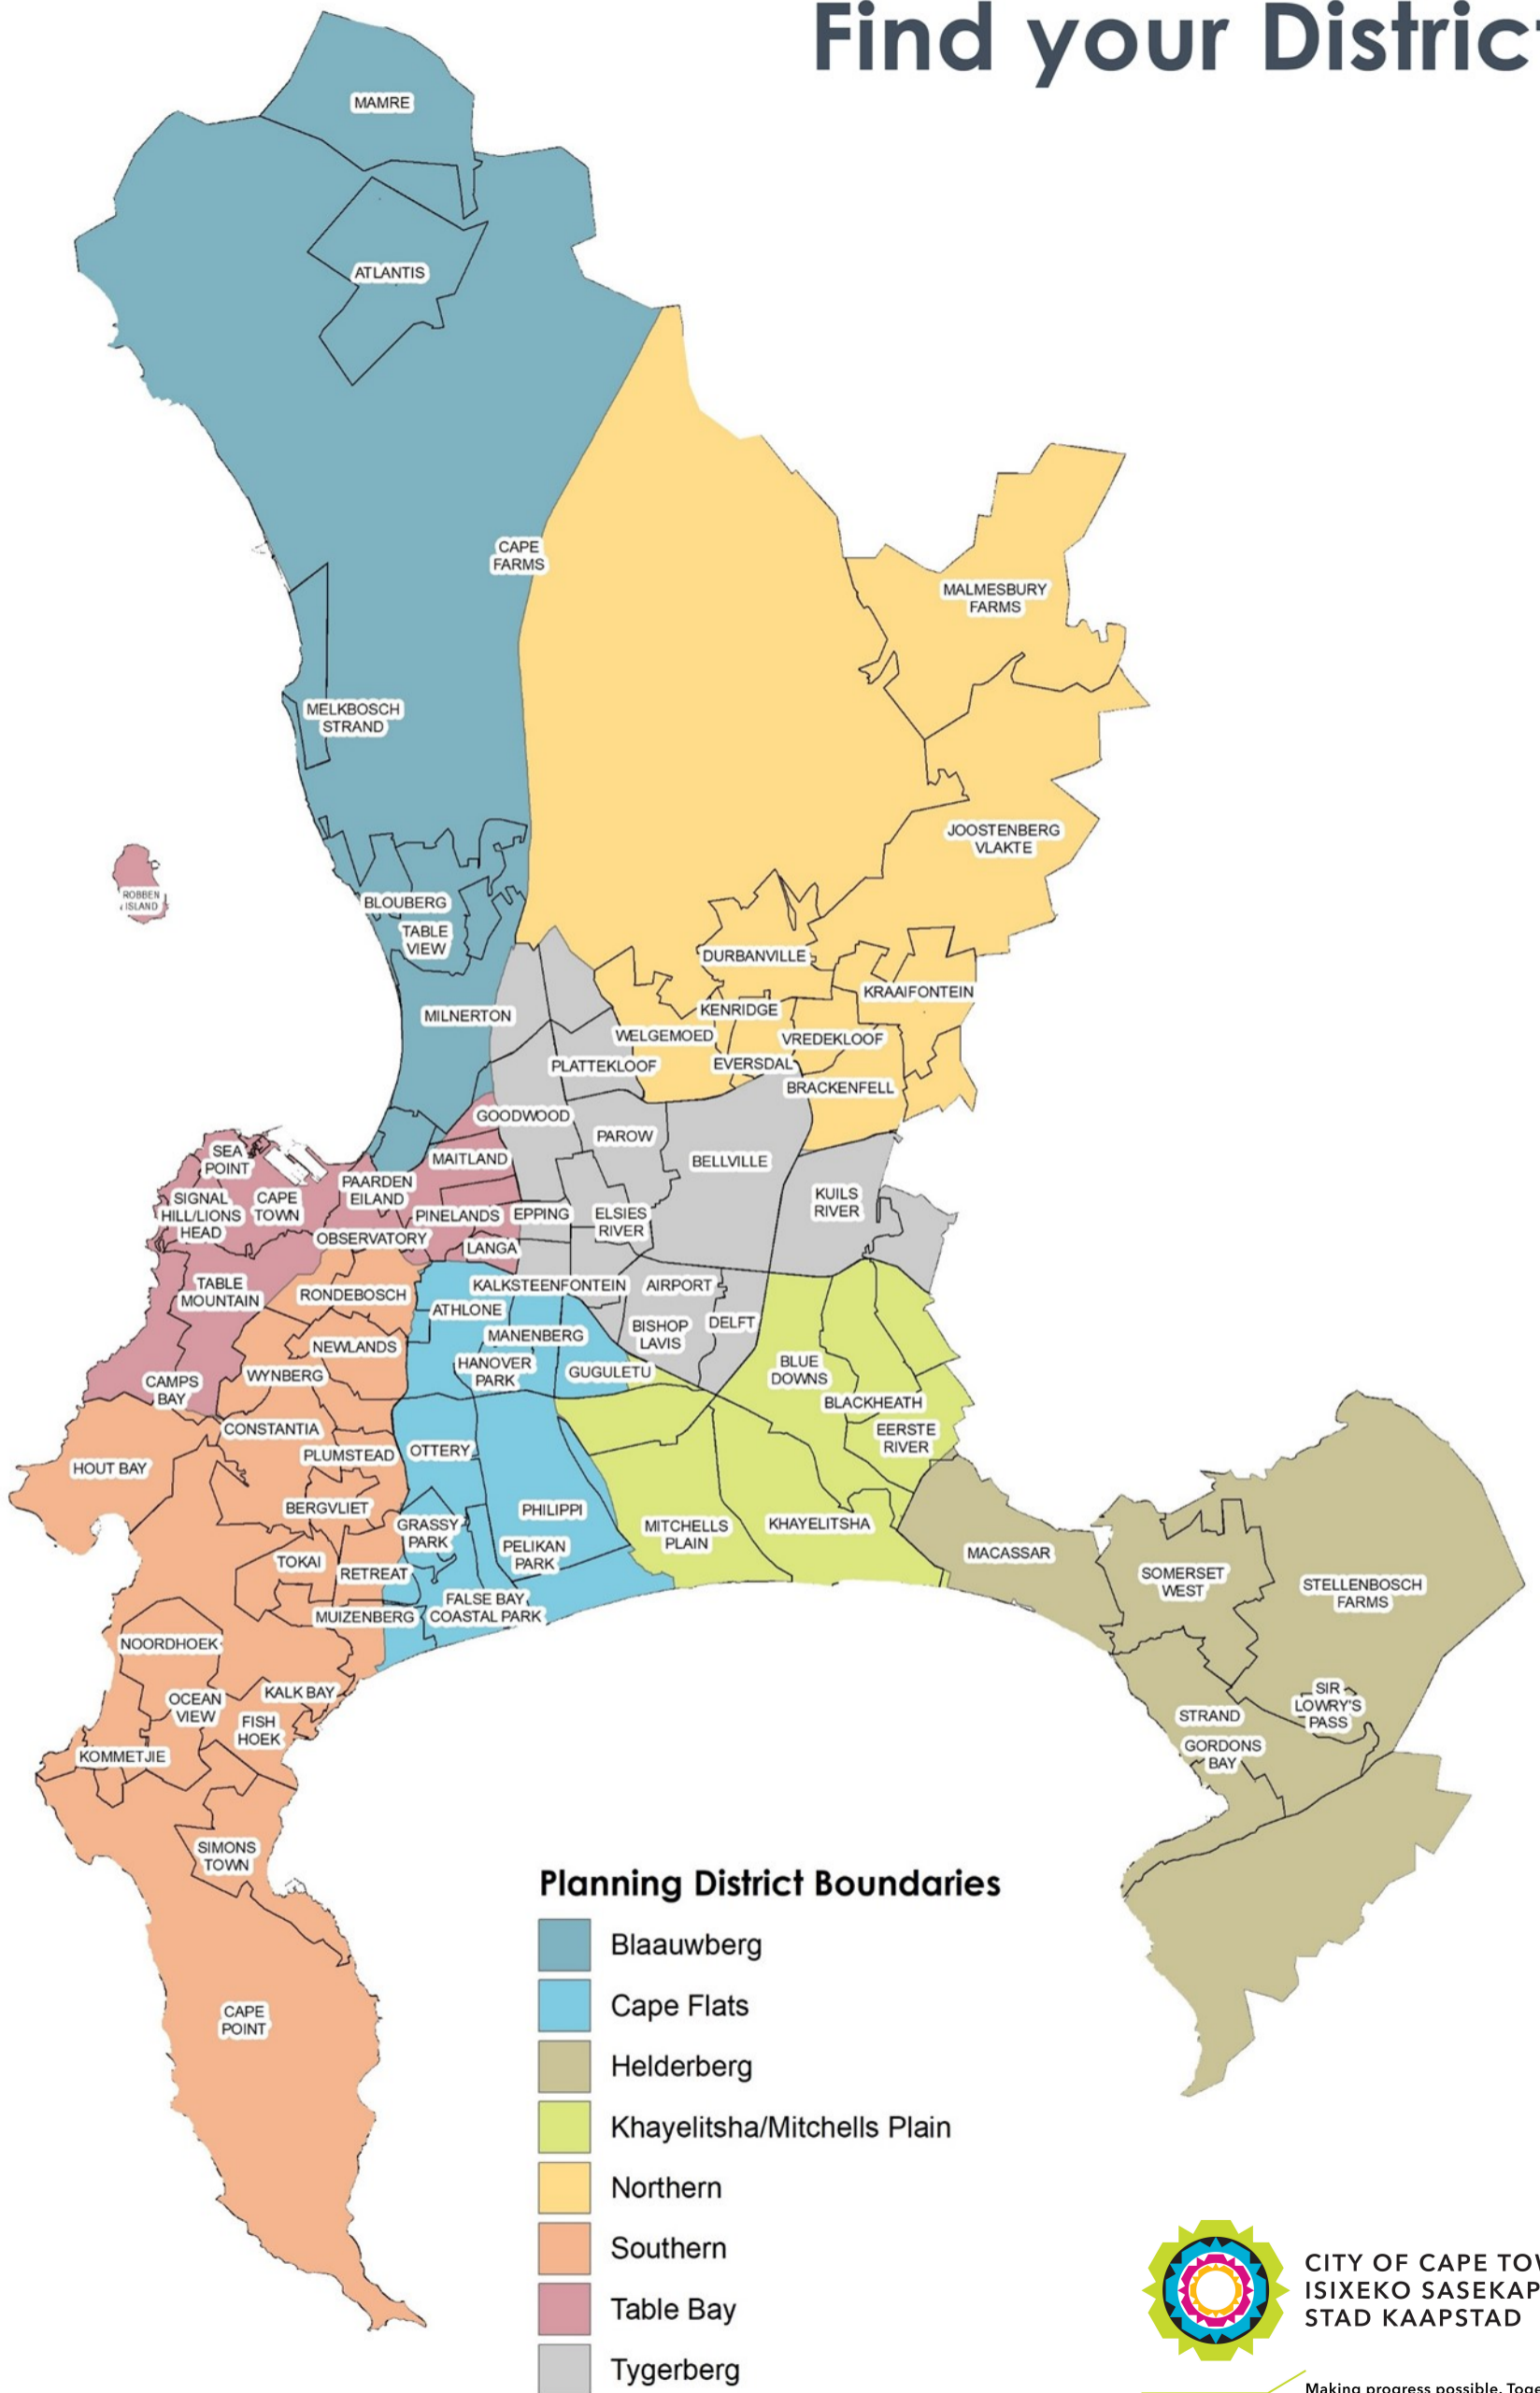 Find your Distric
MAMRE
ATLANTIS
CAPE
FARMS
MALMESBURY
FARMS
MELKBOSCH
STRAND
JOOSTENBERG
VLAKTE
ROBBEN
ISLAND
BLOUBERG
TABLE
VIEW
DURBANVILLE
KRAAIFONTEIN
MILNERTON
KENRIDGE
WELGEMOED
VREDEKLOOF
PLATTEKLOOF
EVERSDAL
BRACKENFELL
GOODWOOD
PAROW
BELLVILLE
SEA
POINT
MAITLAND
PAARDEN
EILAND
SIGNAL
HILL/LIONS
HEAD
CAPE
TOWN
KUILS
RIVER
PINELANDS
EPPING
ELSIES
RIVER
OBSERVATORY
LANGA
TABLE
MOUNTAIN
RONDEBOSCH
KALKSTEENFONTEIN
AIRPORT
ATHLONE
BISHOP
LAVIS
DELFT
NEWLANDS
MANENBERG
HANOVER
PARK
GUGULETU
BLUE
DOWNS
WYNBERG
CAMPS
BAY
BLACKHEATH
CONSTANTIA
EERSTE
RIVER
PLUMSTEAD
OTTERY
HOUT BAY
BERGVLIET
PHILIPPI
GRASSY
PARK
MITCHELLS
PLAIN
KHAYELITSHA
PELIKAN
PARK
MACASSAR
TOKAI
RETREAT
SOMERSET
WEST
STELLENBOSCH
FARMS
FALSE BAY
COASTAL PARK
MUIZENBERG
NOORDHOEK
OCEAN
VIEW
KALK BAY
FISH
HOEK
SIR
LOWRY'S
PASS
STRAND
GORDONS
BAY
KOMMETJIE
SIMONS
TOWN
CAPE
POINT
Planning District Boundaries
Blaauwberg
Cape Flats
Helderberg
Khayelitsha/Mitchells Plain
Northern
Southern
Table Bay
Tygerberg
CITY OF CAPE TOW
ISIXEKO SASEKAP
STAD KAAPSTAD
Making progress possible. Toge